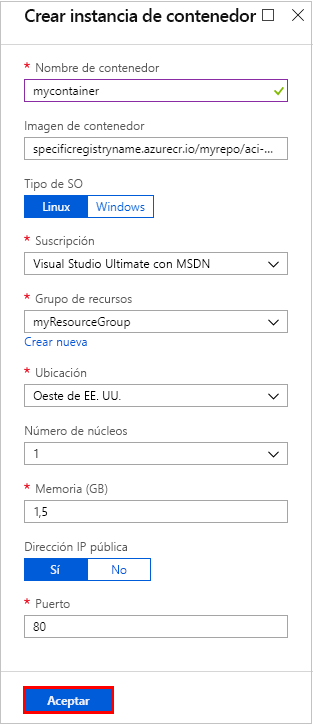 Crear instancia de contenedor
* Nombre de contenedor
mycontainer
Imagen de contenedor
specificregistryname.azurecr.io/myrepo/aci-...
Tipo de SO
Linux Windows
* Suscripción
Visual Studio Ultimate con MSDN
* Grupo de recursos
myResourceGroup
Crear nueva
* Ubicación
Oeste de EE. UU.
Número de núcleos
1
* Memoria (GB)
1,5
Dirección IP pública
Sí No
* Puerto
80
Aceptar